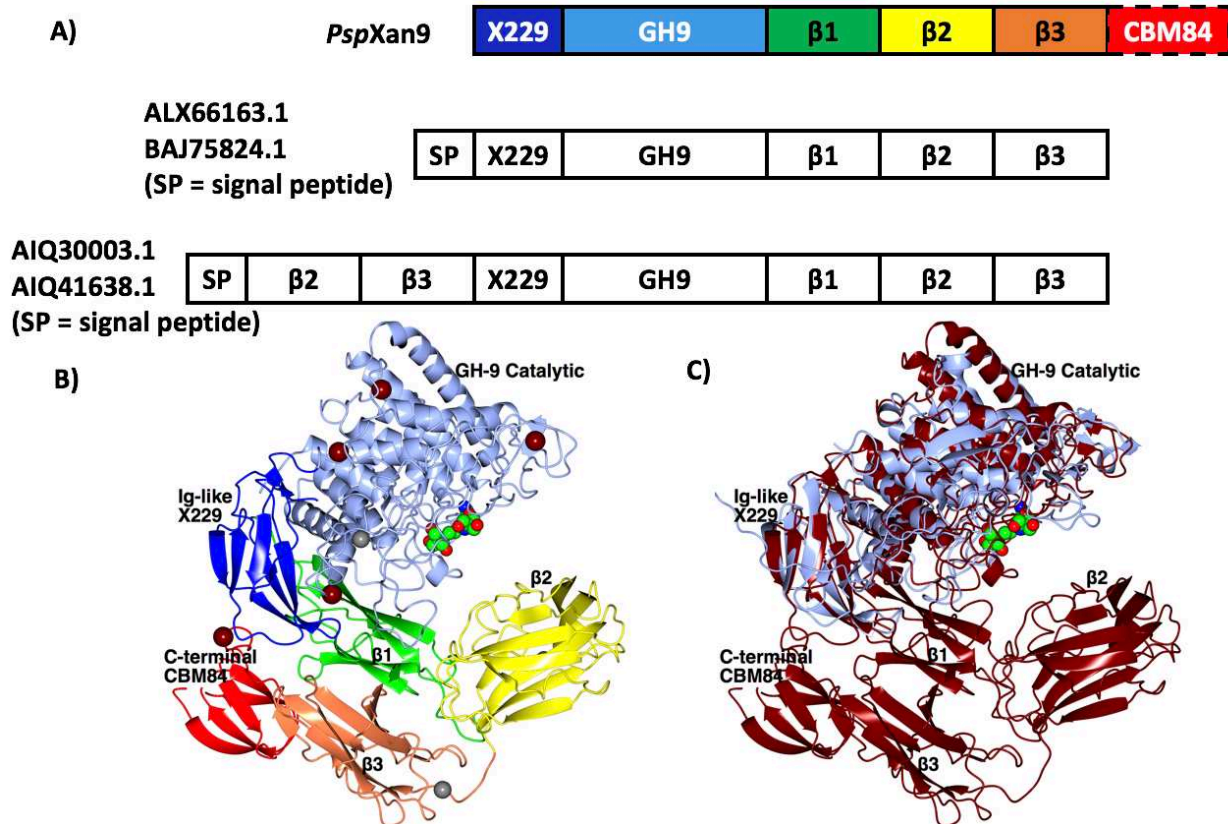 A)
PspXan9 X229 GH9 β1 β2 β3 CBM84
ALX66163.1
BAJ75824.1
(SP = signal peptide)
SP X229 GH9 β1 β2 β3
AIQ30003.1
AIQ41638.1
(SP = signal peptide)
SP β2 β3 X229 GH9 β1 β2 β3
B)
GH-9 Catalytic
Ig-like
X229
β2
β1
C-terminal
CBM84
β3
C)
GH-9 Catalytic
Ig-like
X229
β2
β1
C-terminal
CBM84
β3